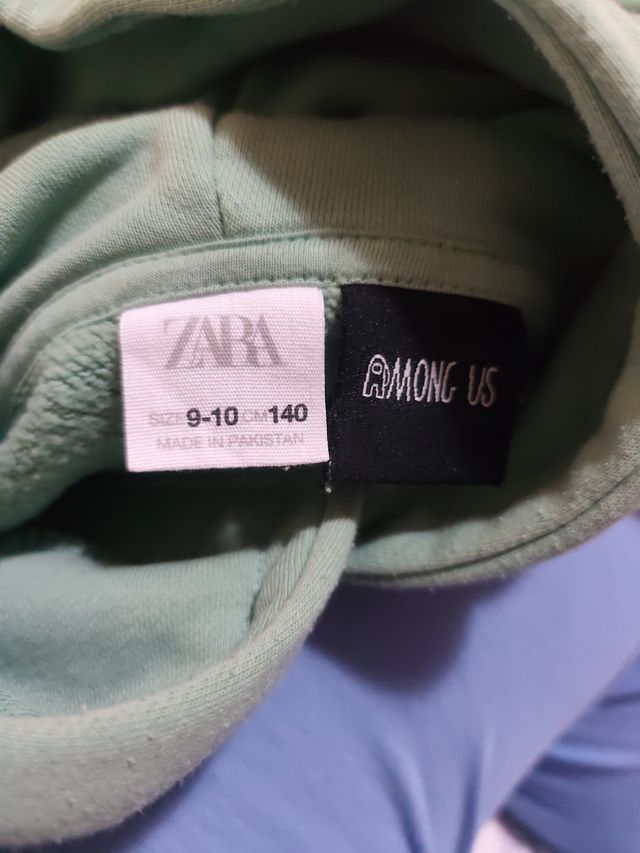 ZARA
SIZE 9-10 CM 140
MADE IN PAKISTAN
AMONG US